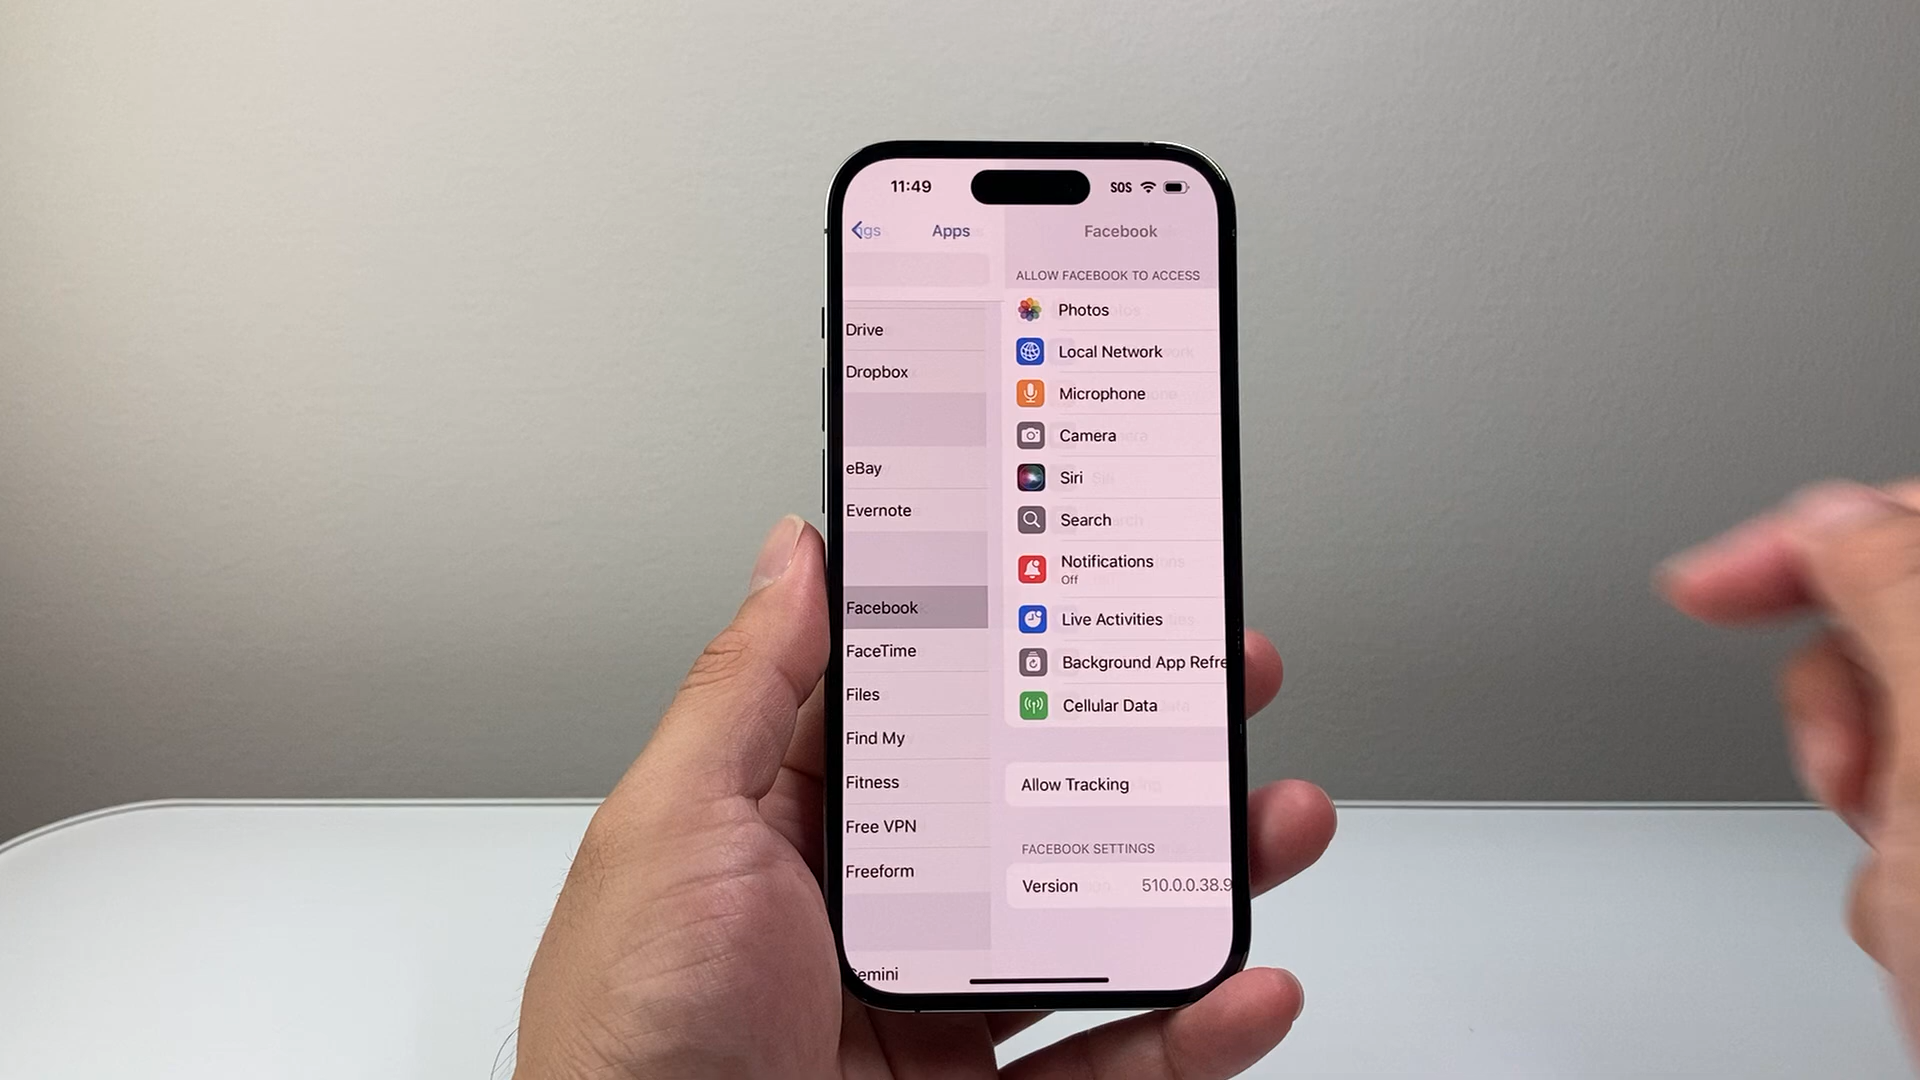 11:49
SOS
ngs
Apps
Drive
Dropbox
eBay
Evernote
Facebook
FaceTime
Files
Find My
Fitness
Free VPN
Freeform
Gemini
Facebook
ALLOW FACEBOOK TO ACCESS
Photos
Local Network
Microphone
Camera
Siri
Search
Notifications
Off
Live Activities
Background App Refre
Cellular Data
Allow Tracking
FACEBOOK SETTINGS
Version 510.0.0.38.9